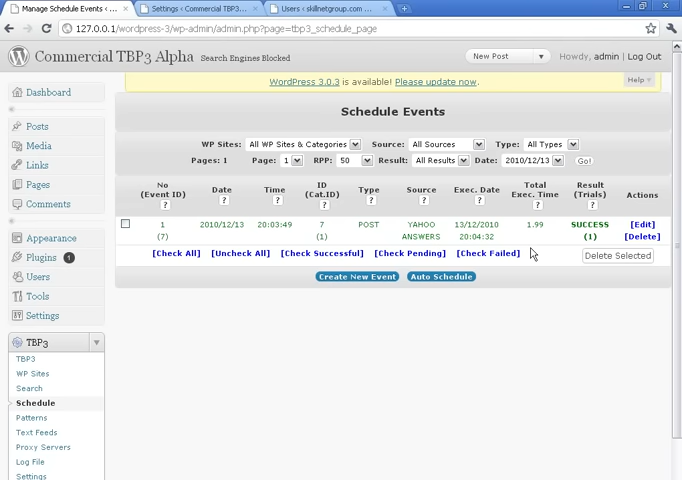 Manage Schedule Events ‹ ...
Settings ‹ Commercial TBP3...
Users ‹ skillnetgroup.com ...
127.0.0.1/wordpress-3/wp-admin/admin.php?page=tbp3_schedule_page
Commercial TBP3 Alpha
Search Engines Blocked
New Post
Howdy, admin | Log Out
WordPress 3.0.3 is available! Please update now.
Help
Dashboard
Posts
Media
Links
Pages
Comments
Appearance
Plugins 1
Users
Tools
Settings
TBP3
TBP3
WP Sites
Search
Schedule
Patterns
Text Feeds
Proxy Servers
Log File
Settings
Schedule Events
WP Sites: All WP Sites & Categories Source: All Sources Type: All Types
Pages: 1 Page: 1 RPP: 50 Result: All Results Date: 2010/12/13 Go!
No (Event ID) ? Date ? Time ? ID (Cat.ID) ? Type ? Source ? Exec. Date ? Total Exec. Time ? Result (Trials) ? Actions
1 2010/12/13 20:03:49 7 POST YAHOO 13/12/2010 1.99 SUCCESS [Edit]
(7) (1) ANSWERS 20:04:32 (1) [Delete]
[Check All] [Uncheck All] [Check Successful] [Check Pending] [Check Failed] Delete Selected
Create New Event Auto Schedule